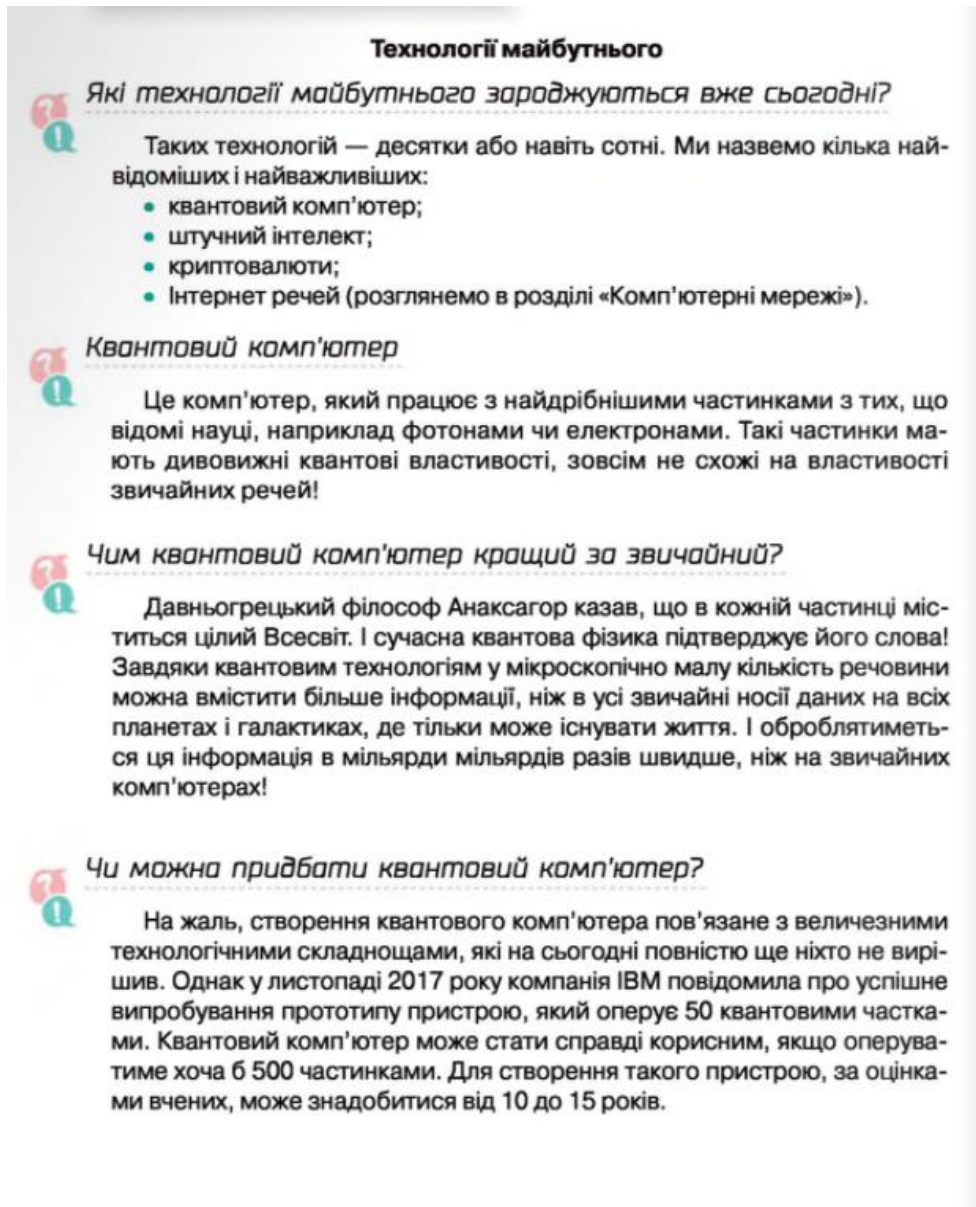 Технології майбутнього
Які технології майбутнього зароджуються вже сьогодні?
Таких технологій — десятки або навіть сотні. Ми назвемо кілька най-
відоміших і найважливіших:
• квантовий комп'ютер;
• штучний інтелект;
• криптовалюти;
• Інтернет речей (розглянемо в розділі «Комп'ютерні мережі»).
Квантовий комп'ютер
Це комп'ютер, який працює з найдрібнішими частинками з тих, що
відомі науці, наприклад фотонами чи електронами. Такі частинки ма-
ють дивовижні квантові властивості, зовсім не схожі на властивості
звичайних речей!
Чим квантовий комп'ютер кращий за звичайний?
Давньогрецький філософ Анаксагор казав, що в кожній частинці міс-
титься цілий Всесвіт. І сучасна квантова фізика підтверджує його слова!
Завдяки квантовим технологіям у мікроскопічно малу кількість речовини
можна вмістити більше інформації, ніж в усі звичайні носії даних на всіх
планетах і галактиках, де тільки може існувати життя. І оброблятиметь-
ся ця інформація в мільярди мільярдів разів швидше, ніж на звичайних
комп'ютерах!
Чи можна придбати квантовий комп'ютер?
На жаль, створення квантового комп'ютера пов'язане з величезними
технологічними складнощами, які на сьогодні повністю ще ніхто не вирі-
шив. Однак у листопаді 2017 року компанія IBM повідомила про успішне
випробування прототипу пристрою, який оперує 50 квантовими частка-
ми. Квантовий комп'ютер може стати справді корисним, якщо оперува-
тиме хоча б 500 частинками. Для створення такого пристрою, за оцінка-
ми вчених, може знадобитися від 10 до 15 років.